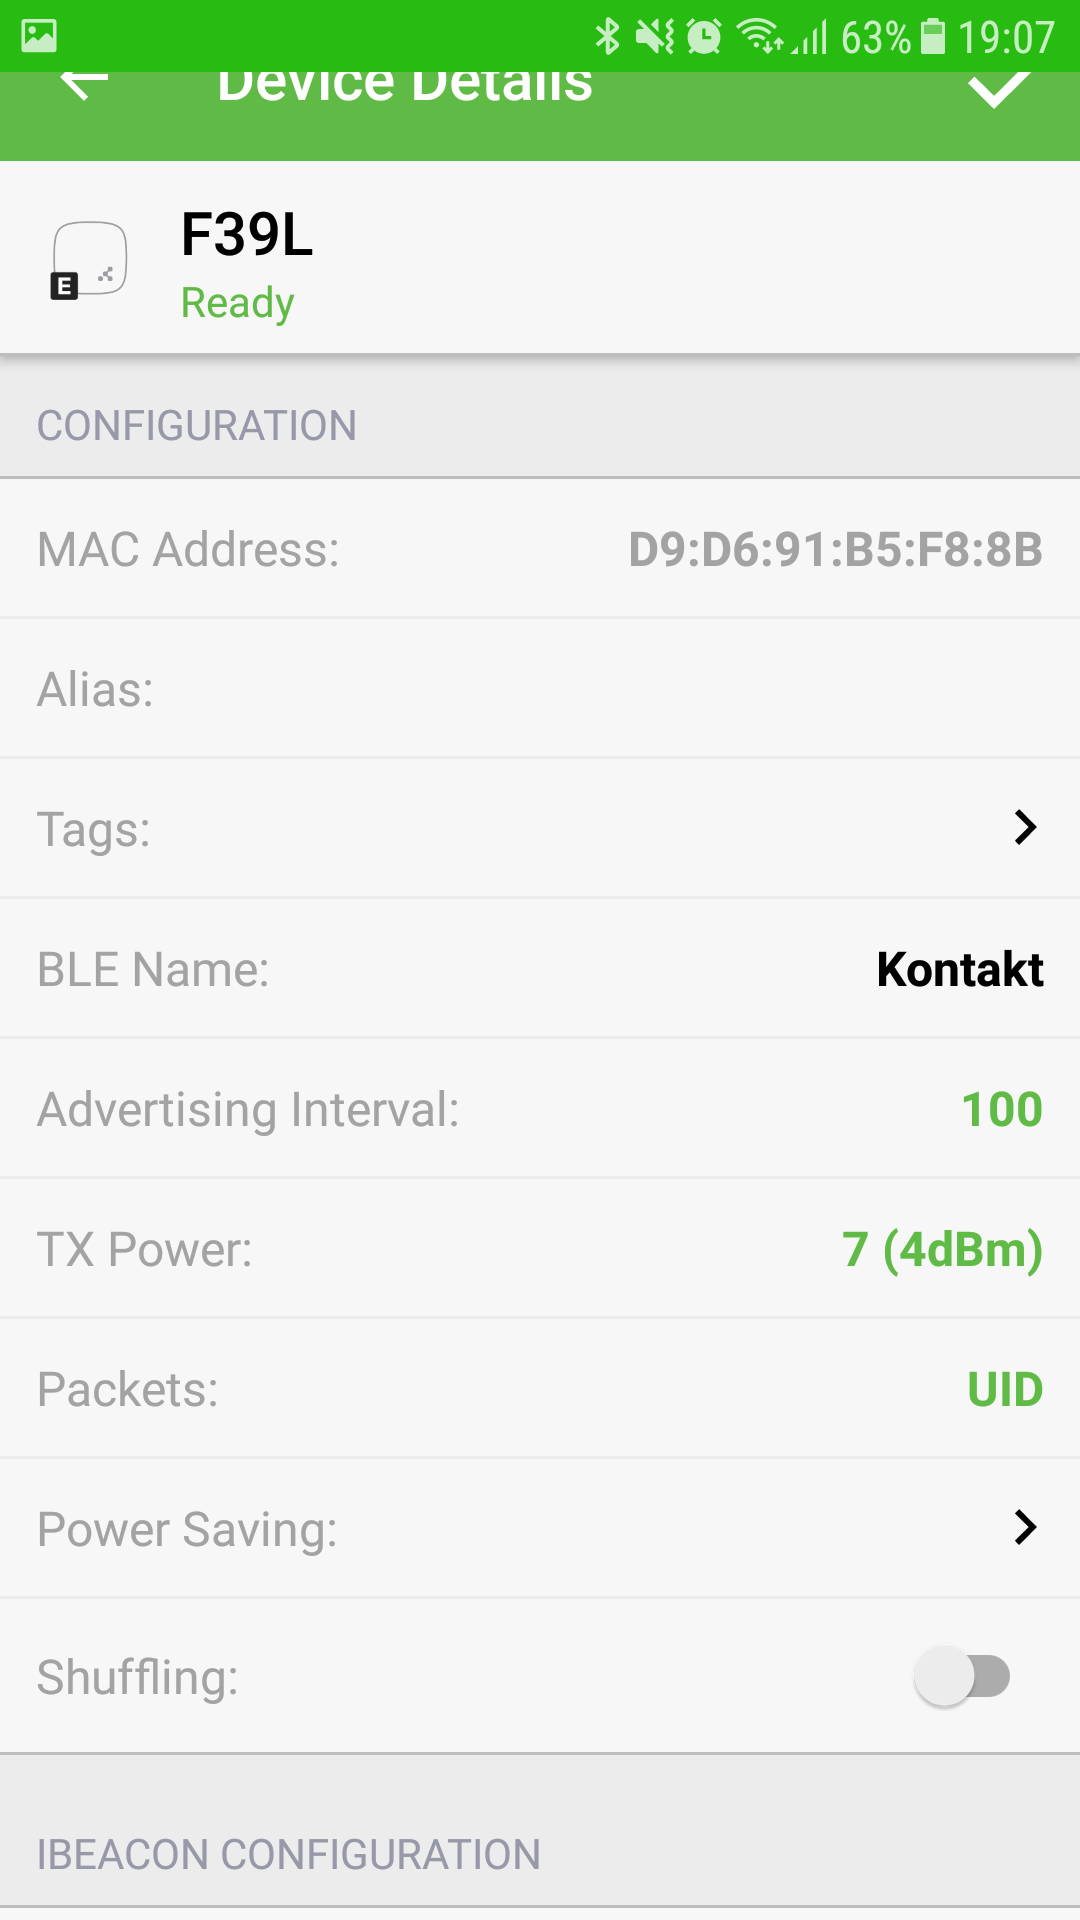 63% 19:07
Device Details
F39L
E
Ready
CONFIGURATION
MAC Address: D9:D6:91:B5:F8:8B
Alias:
Tags:
BLE Name: Kontakt
Advertising Interval: 100
TX Power: 7 (4dBm)
Packets: UID
Power Saving:
Shuffling:
IBEACON CONFIGURATION